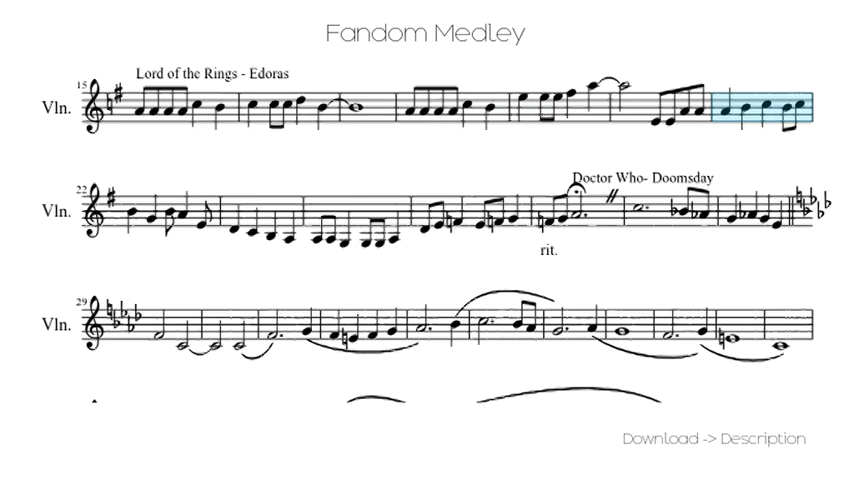 Fandom Medley
Lord of the Rings - Edoras
15
Vln.
Doctor Who- Doomsday
22
Vln.
rit.
29
Vln.
Download -> Description